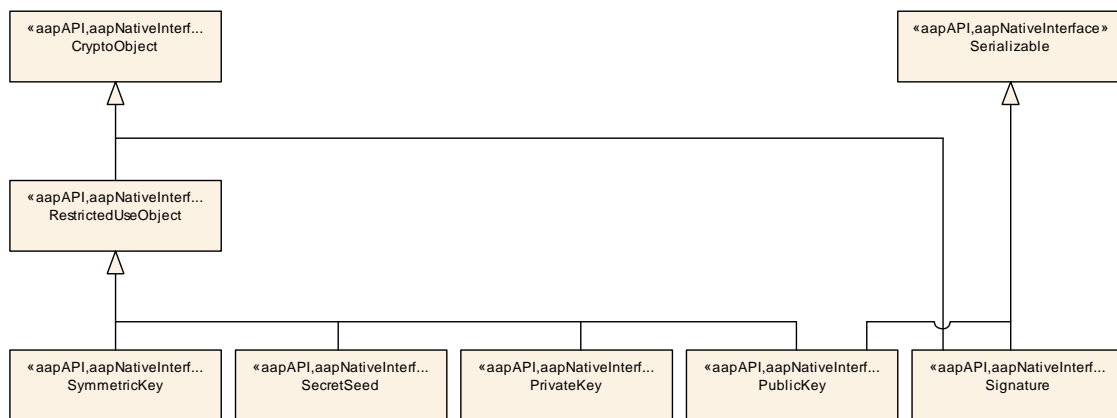 «aapAPI,aapNativeInterf...
CryptoObject
«aapAPI,aapNativeInterface»
Serializable
«aapAPI,aapNativeInterf...
RestrictedUseObject
«aapAPI,aapNativeInterf...
SymmetricKey
«aapAPI,aapNativeInterf...
SecretSeed
«aapAPI,aapNativeInterf...
PrivateKey
«aapAPI,aapNativeInterf...
PublicKey
«aapAPI,aapNativeInterf...
Signature